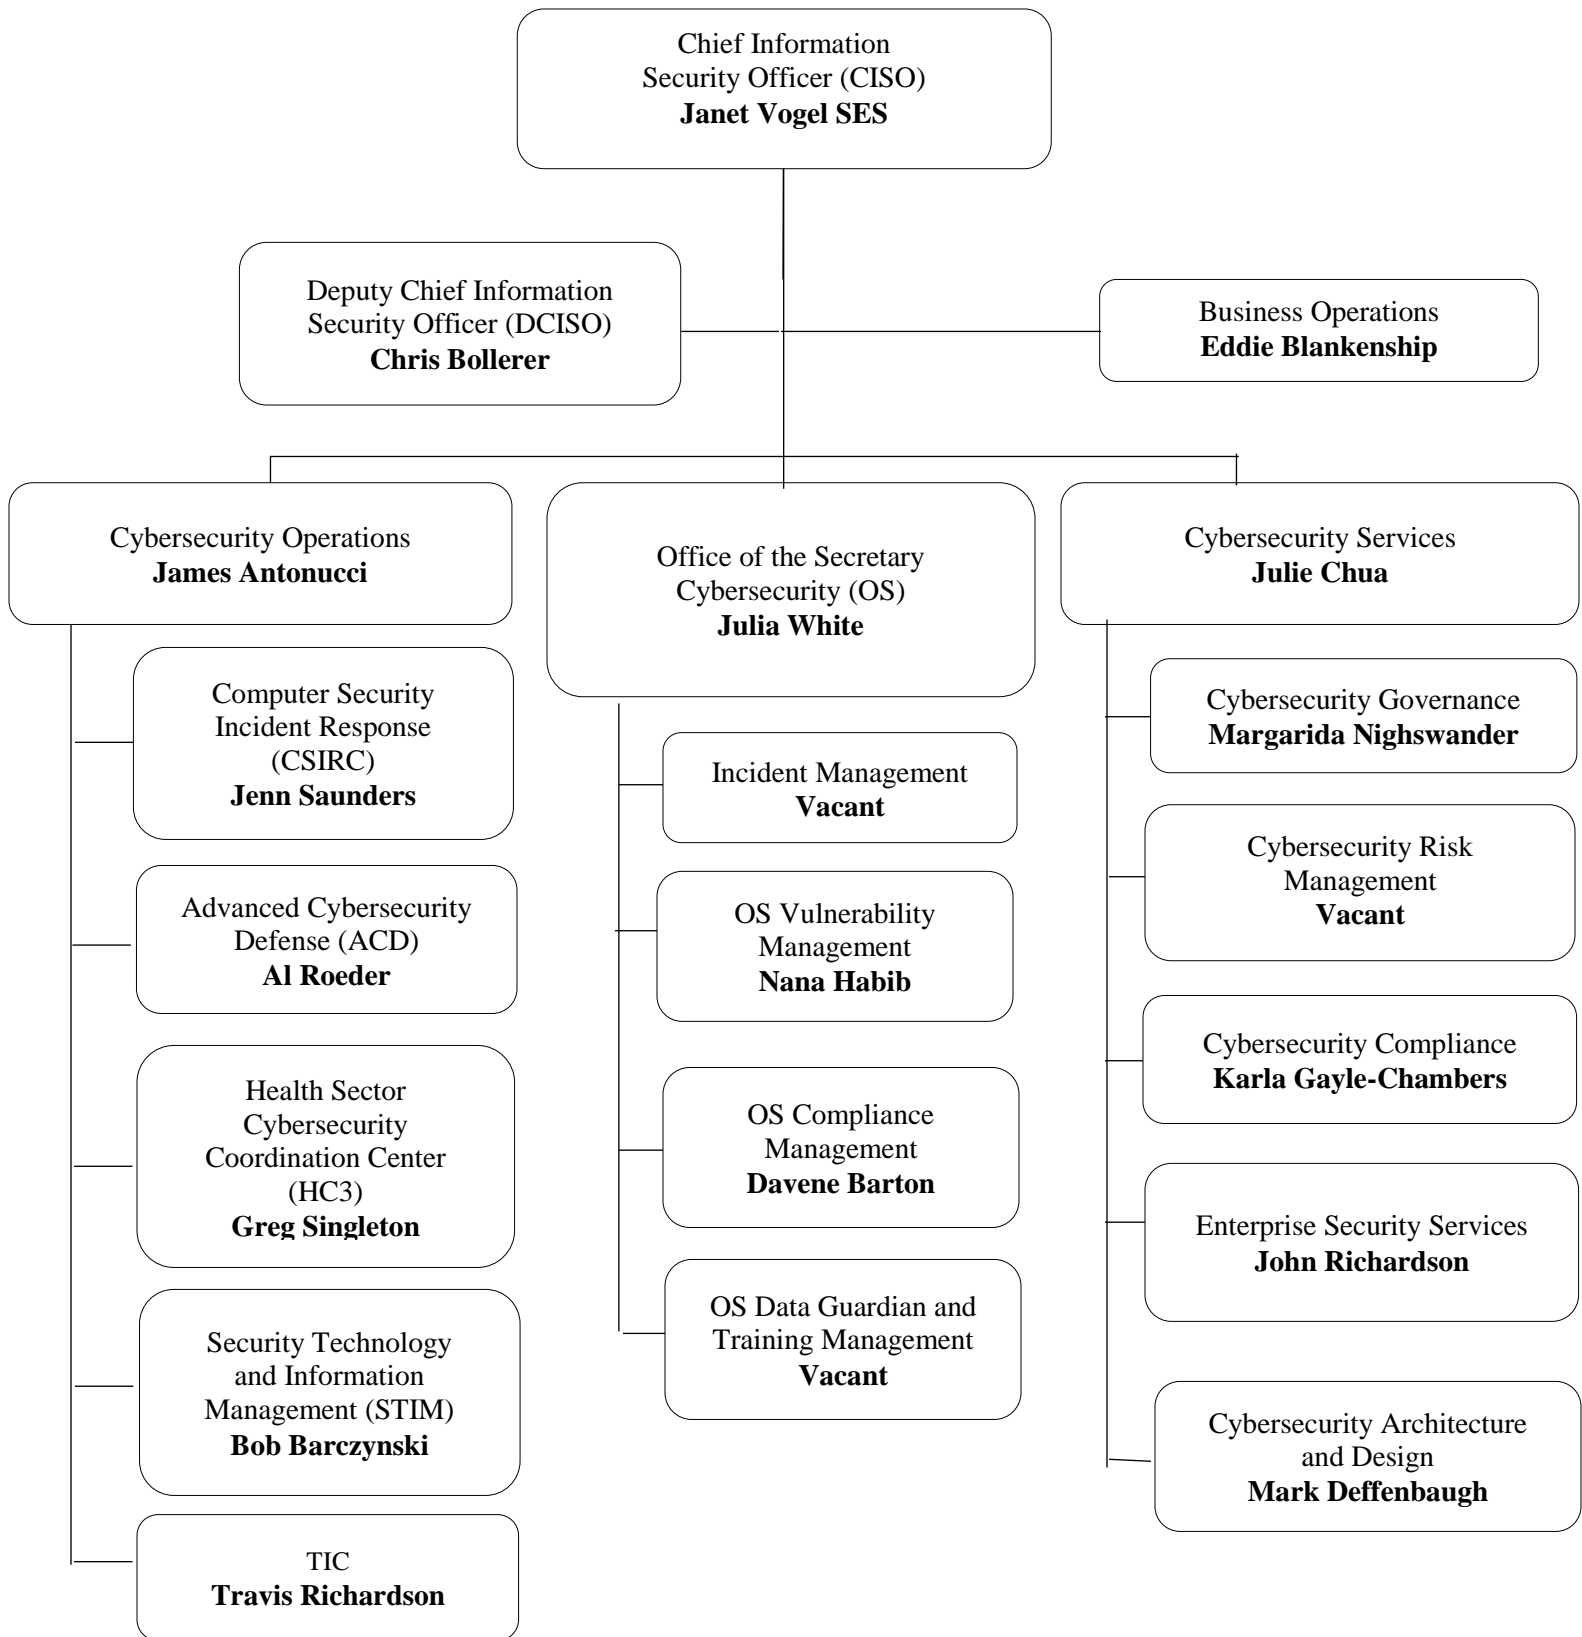 Chief Information
Security Officer (CISO)
Janet Vogel SES
Deputy Chief Information
Security Officer (DCISO)
Chris Bollerer
Business Operations
Eddie Blankenship
Cybersecurity Operations
James Antonucci
Computer Security
Incident Response
(CSIRC)
Jenn Saunders
Advanced Cybersecurity
Defense (ACD)
Al Roeder
Health Sector
Cybersecurity
Coordination Center
(HC3)
Greg Singleton
Security Technology
and Information
Management (STIM)
Bob Barczynski
TIC
Travis Richardson
Office of the Secretary
Cybersecurity (OS)
Julia White
Incident Management
Vacant
OS Vulnerability
Management
Nana Habib
OS Compliance
Management
Davene Barton
OS Data Guardian and
Training Management
Vacant
Cybersecurity Services
Julie Chua
Cybersecurity Governance
Margarida Nighswander
Cybersecurity Risk
Management
Vacant
Cybersecurity Compliance
Karla Gayle-Chambers
Enterprise Security Services
John Richardson
Cybersecurity Architecture
and Design
Mark Deffenbaugh